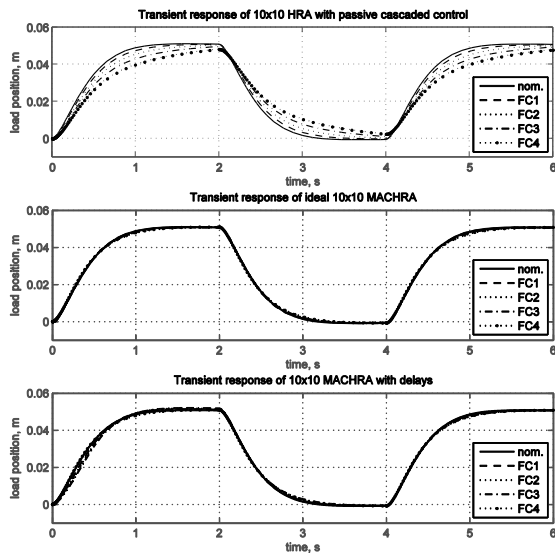 Transient response of 10x10 HRA with passive cascaded control
load position, m
0.06
0.04
0.02
0
0 1 2 3 4 5 6
time, s
nom.
FC1
FC2
FC3
FC4
Transient response of ideal 10x10 MACHRA
load position, m
0.06
0.04
0.02
0
0 1 2 3 4 5 6
time, s
nom.
FC1
FC2
FC3
FC4
Transient response of 10x10 MACHRA with delays
load position, m
0.06
0.04
0.02
0
0 1 2 3 4 5 6
time, s
nom.
FC1
FC2
FC3
FC4